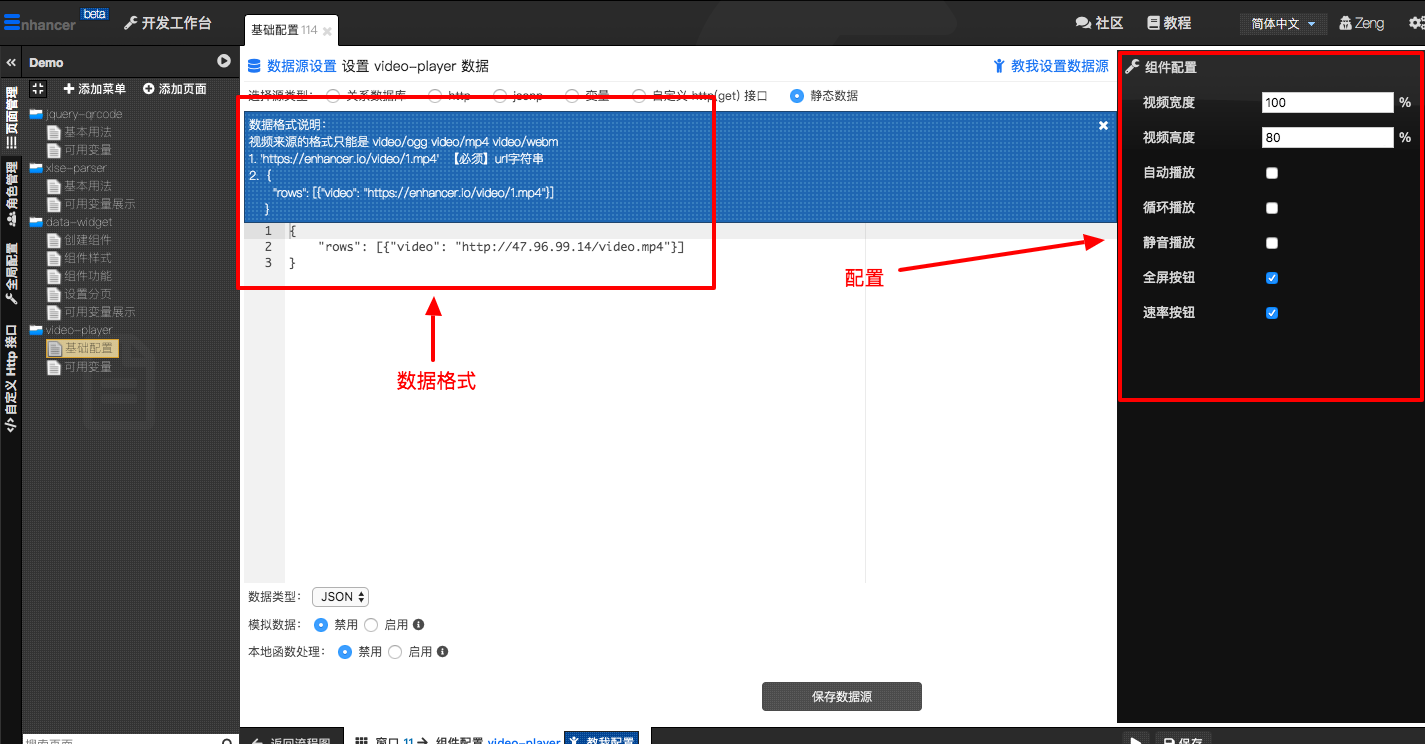 Enhancer beta 开发工作台
基础配置 114 ×
社区 教程 简体中文 Zeng
« Demo
添加菜单 添加页面
页面管理
角色管理
全局配置
</> 自定义 Http 接口
jquery-qrcode
基本用法
可用变量
xlse-parser
基本用法
可用变量展示
data-widget
创建组件
组件样式
组件功能
设置分页
可用变量展示
video-player
基础配置
可用变量
搜索页面
数据源设置 设置 video-player 数据 教我设置数据源
选择源类型: 关系数据库 http jsonp 变量 自定义 http(get) 接口 静态数据
数据格式说明:
视频来源的格式只能是 video/ogg video/mp4 video/webm
1. 'https://enhancer.io/video/1.mp4' 【必须】url字符串
2. {
"rows": [{"video": "https://enhancer.io/video/1.mp4"}]
}
1 {
2 "rows": [{"video": "http://47.96.99.14/video.mp4"}]
3 }
数据格式
配置
数据类型: JSON
模拟数据: 禁用 启用
本地函数处理: 禁用 启用
保存数据源
返回流程图 窗口 11 组件配置 video-player 教我配置
组件配置
视频宽度 100 %
视频高度 80 %
自动播放
循环播放
静音播放
全屏按钮
速率按钮
保存